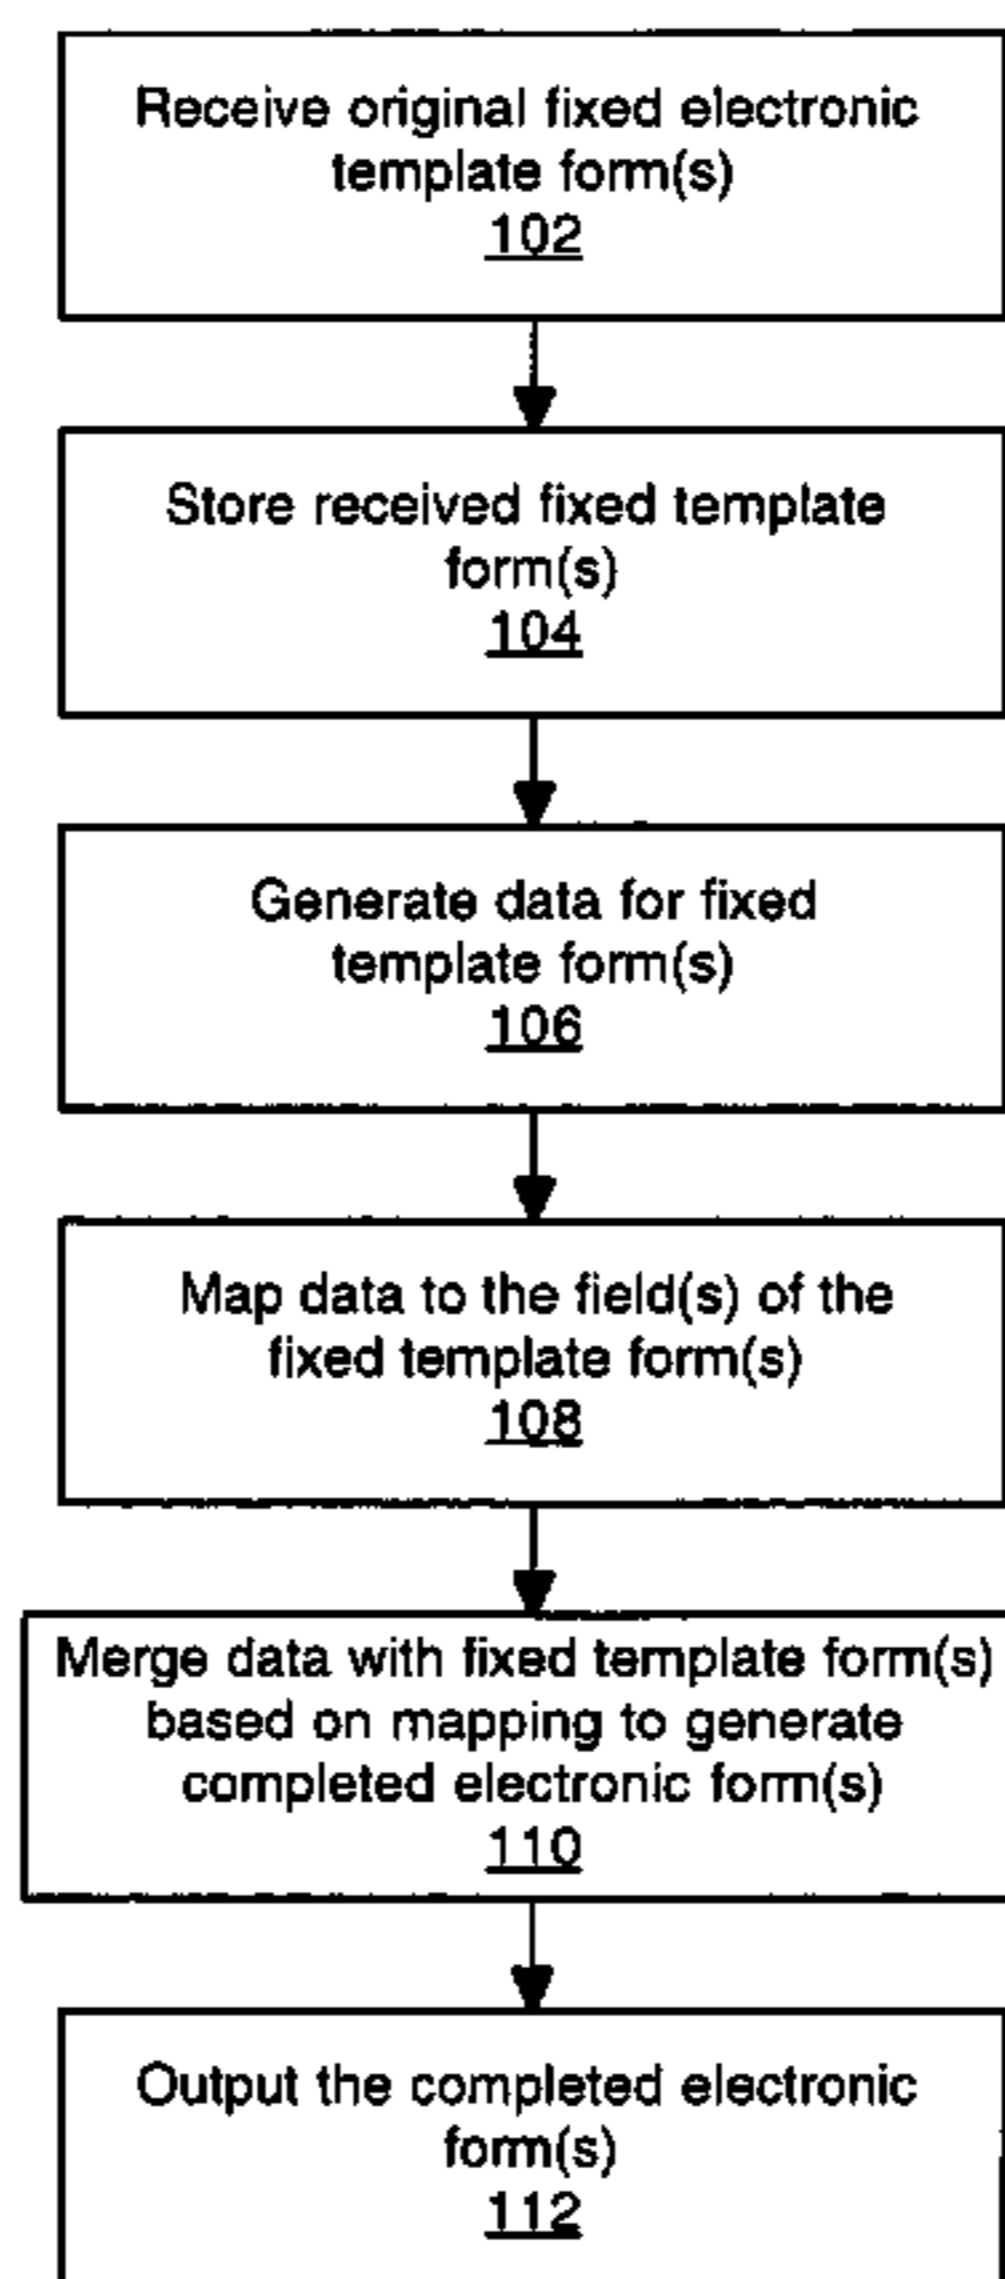 Receive original fixed electronic
template form(s)
102
Store received fixed template
form(s)
104
Generate data for fixed
template form(s)
106
Map data to the field(s) of the
fixed template form(s)
108
Merge data with fixed template form(s)
based on mapping to generate
completed electronic form(s)
110
Output the completed electronic
form(s)
112